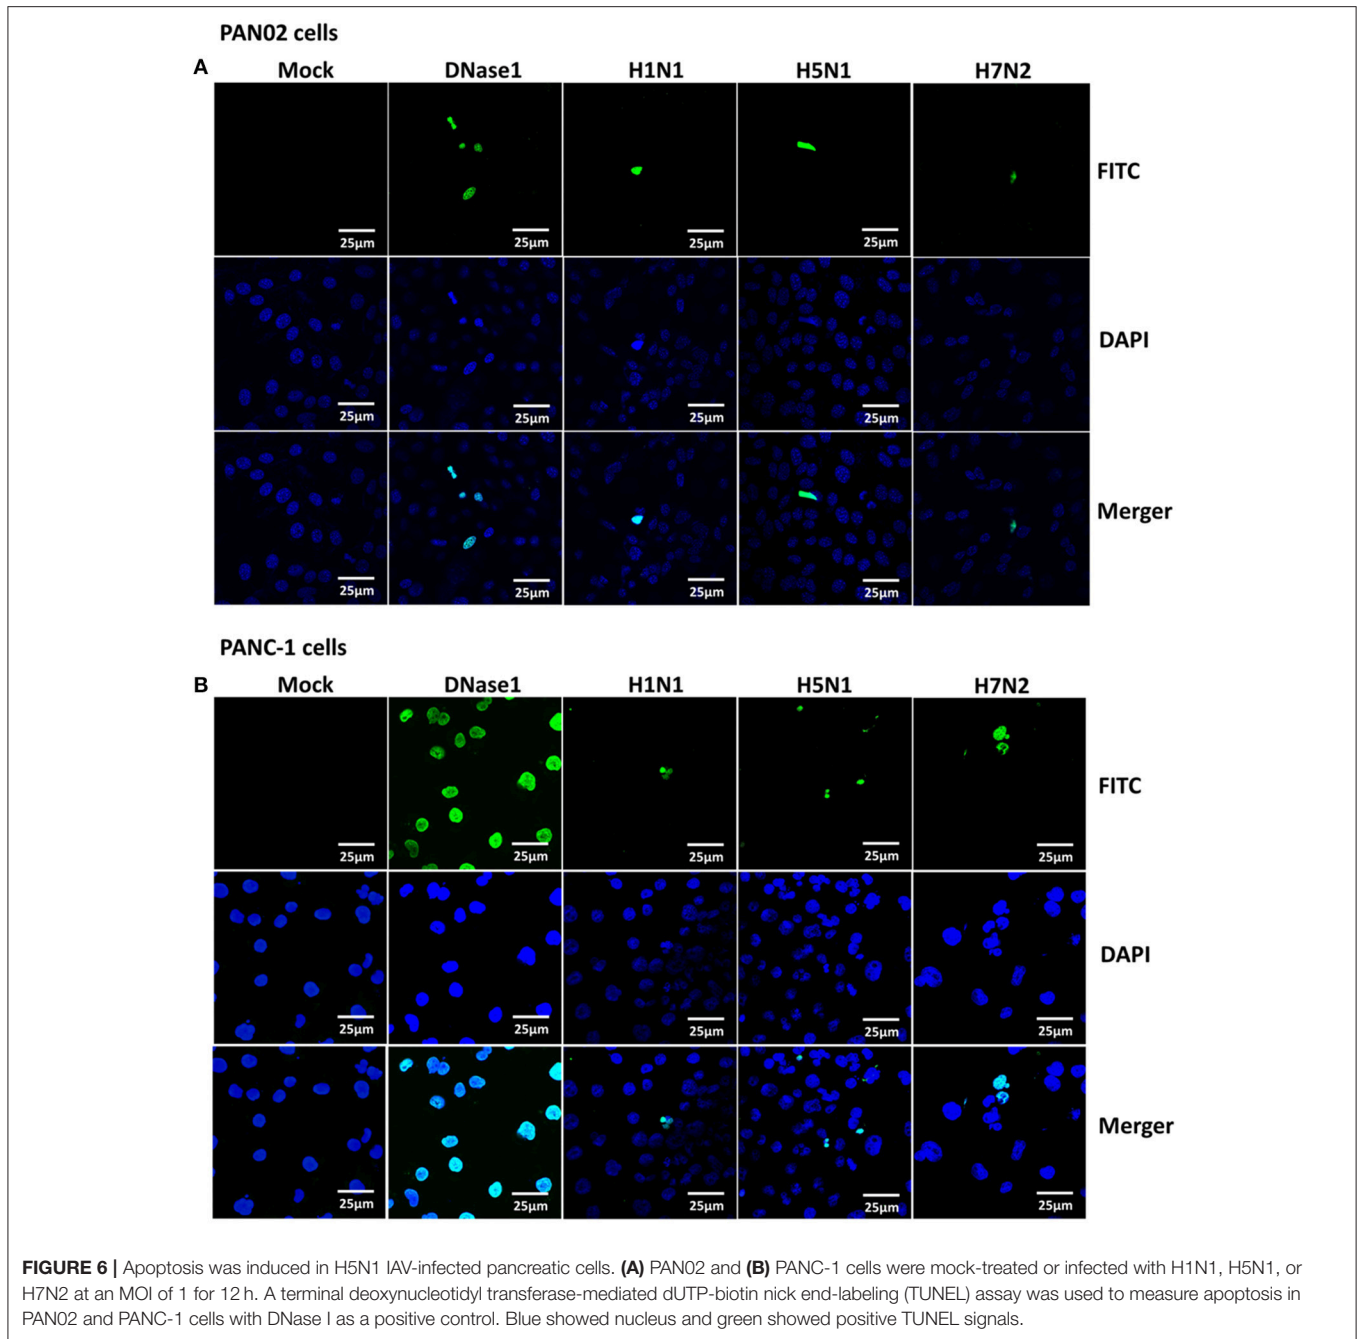 PAN02 cells
A
Mock DNase1 H1N1 H5N1 H7N2
FITC
25μm 25μm 25μm 25μm 25μm
DAPI
25μm 25μm 25μm 25μm 25μm
Merger
25μm 25μm 25μm 25μm 25μm
PANC-1 cells
B
Mock DNase1 H1N1 H5N1 H7N2
FITC
25μm 25μm 25μm 25μm 25μm
DAPI
25μm 25μm 25μm 25μm 25μm
Merger
25μm 25μm 25μm 25μm 25μm
FIGURE 6 | Apoptosis was induced in H5N1 IAV-infected pancreatic cells. (A) PAN02 and (B) PANC-1 cells were mock-treated or infected with H1N1, H5N1, or
H7N2 at an MOI of 1 for 12 h. A terminal deoxynucleotidyl transferase-mediated dUTP-biotin nick end-labeling (TUNEL) assay was used to measure apoptosis in
PAN02 and PANC-1 cells with DNase I as a positive control. Blue showed nucleus and green showed positive TUNEL signals.